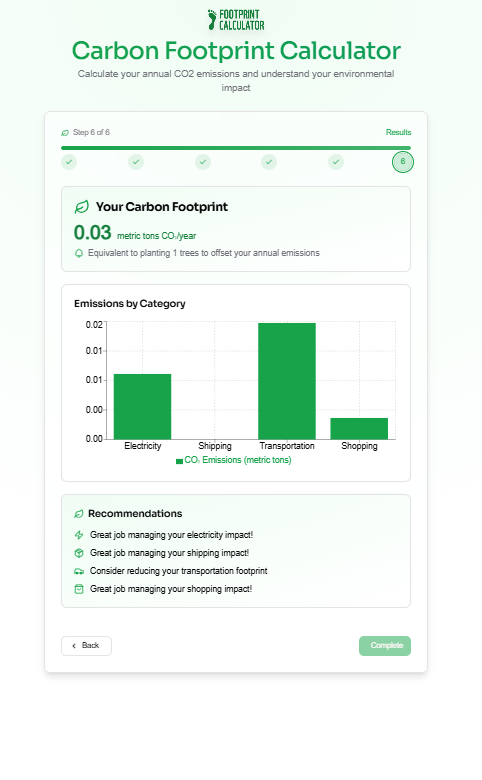 FOOTPRINT
CALCULATOR
Carbon Footprint Calculator
Calculate your annual CO2 emissions and understand your environmental
impact
Step 6 of 6
Results
6
Your Carbon Footprint
0.03 metric tons CO₂/year
Equivalent to planting 1 trees to offset your annual emissions
Emissions by Category
0.02
0.01
0.01
0.00
0.00
Electricity
Shipping
Transportation
Shopping
CO₂ Emissions (metric tons)
Recommendations
Great job managing your electricity impact!
Great job managing your shipping impact!
Consider reducing your transportation footprint
Great job managing your shopping impact!
Back
Complete